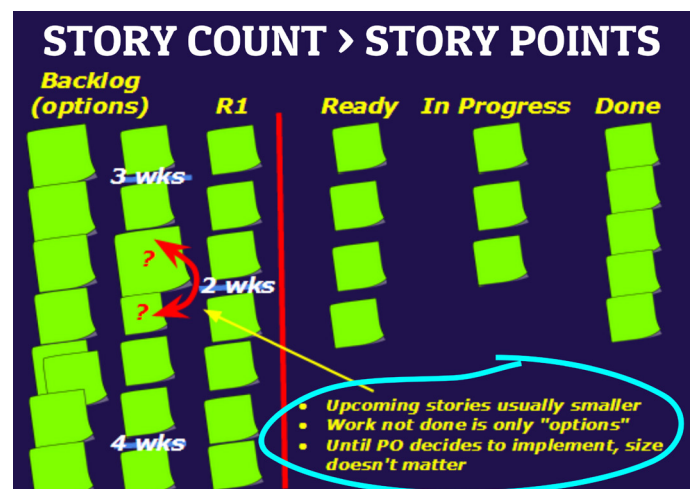 STORY COUNT > STORY POINTS
Backlog
(options)
R1
Ready
In Progress
Done
3 wks
?
2 wks
?
4 wks
• Upcoming stories usually smaller
• Work not done is only "options"
• Until PO decides to implement, size
doesn't matter